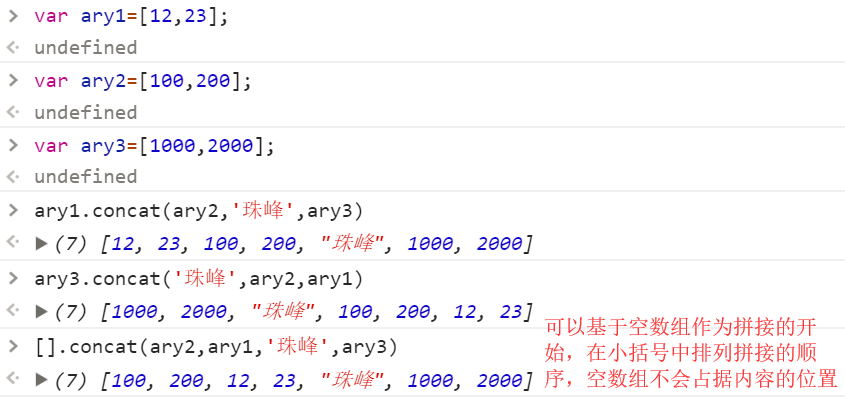 > var ary1=[12,23];
< undefined
> var ary2=[100,200];
< undefined
> var ary3=[1000,2000];
< undefined
> ary1.concat(ary2,'珠峰',ary3)
< ▶(7) [12, 23, 100, 200, "珠峰", 1000, 2000]
> ary3.concat('珠峰',ary2,ary1)
< ▶(7) [1000, 2000, "珠峰", 100, 200, 12, 23]
> [].concat(ary2,ary1,'珠峰',ary3)
< ▶(7) [100, 200, 12, 23, "珠峰", 1000, 2000]
可以基于空数组作为拼接的开
始，在小括号中排列拼接的顺
序，空数组不会占据内容的位置